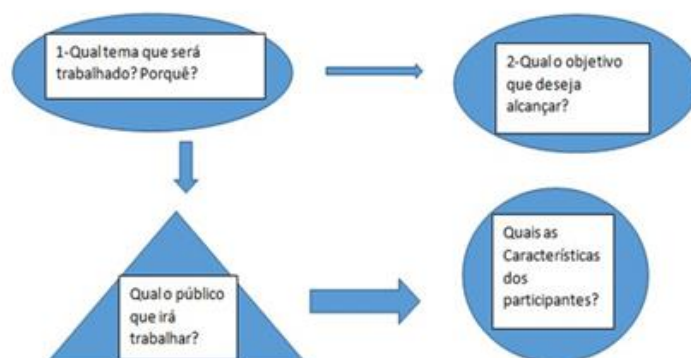 1-Qual tema que será
trabalhado? Porquê?
2-Qual o objetivo
que deseja
alcançar?
Qual o público
que irá
trabalhar?
Quais as
Características
dos
participantes?